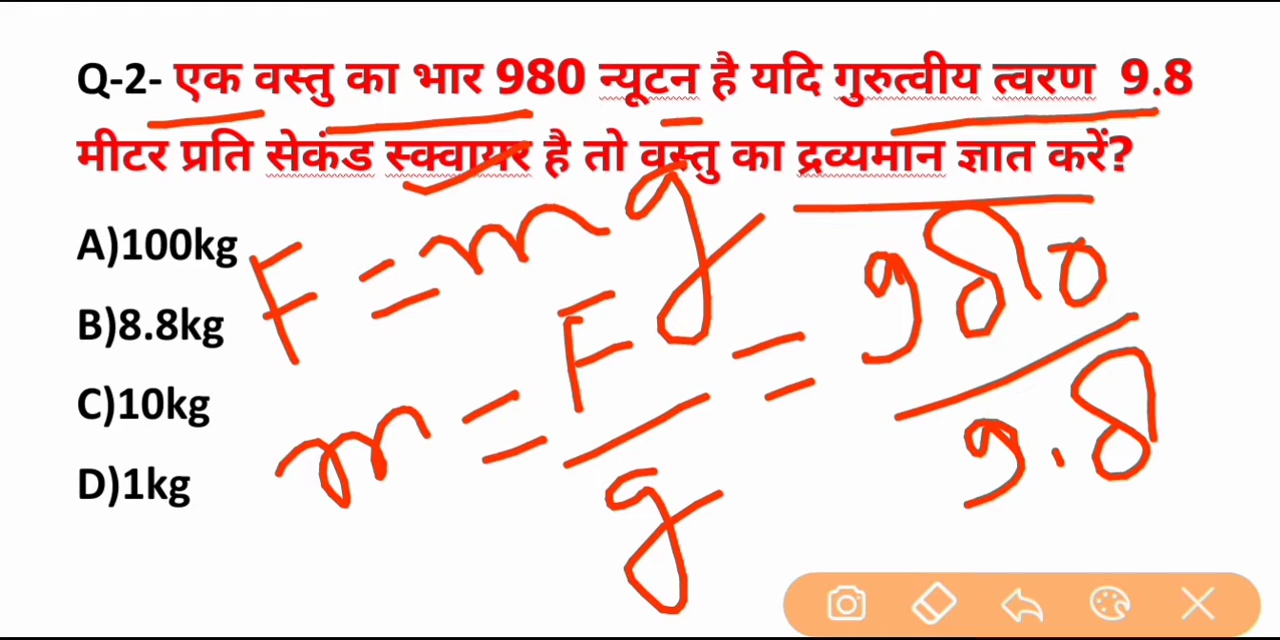 Q-2- एक वस्तु का भार 980 न्यूटन है यदि गुरुत्वीय त्वरण 9.8
मीटर प्रति सेकंड स्क्वायर है तो वस्तु का द्रव्यमान ज्ञात करें?
A)100kg
F = mg
B)8.8kg
C)10kg
m = F/g = 980/9.8
D)1kg